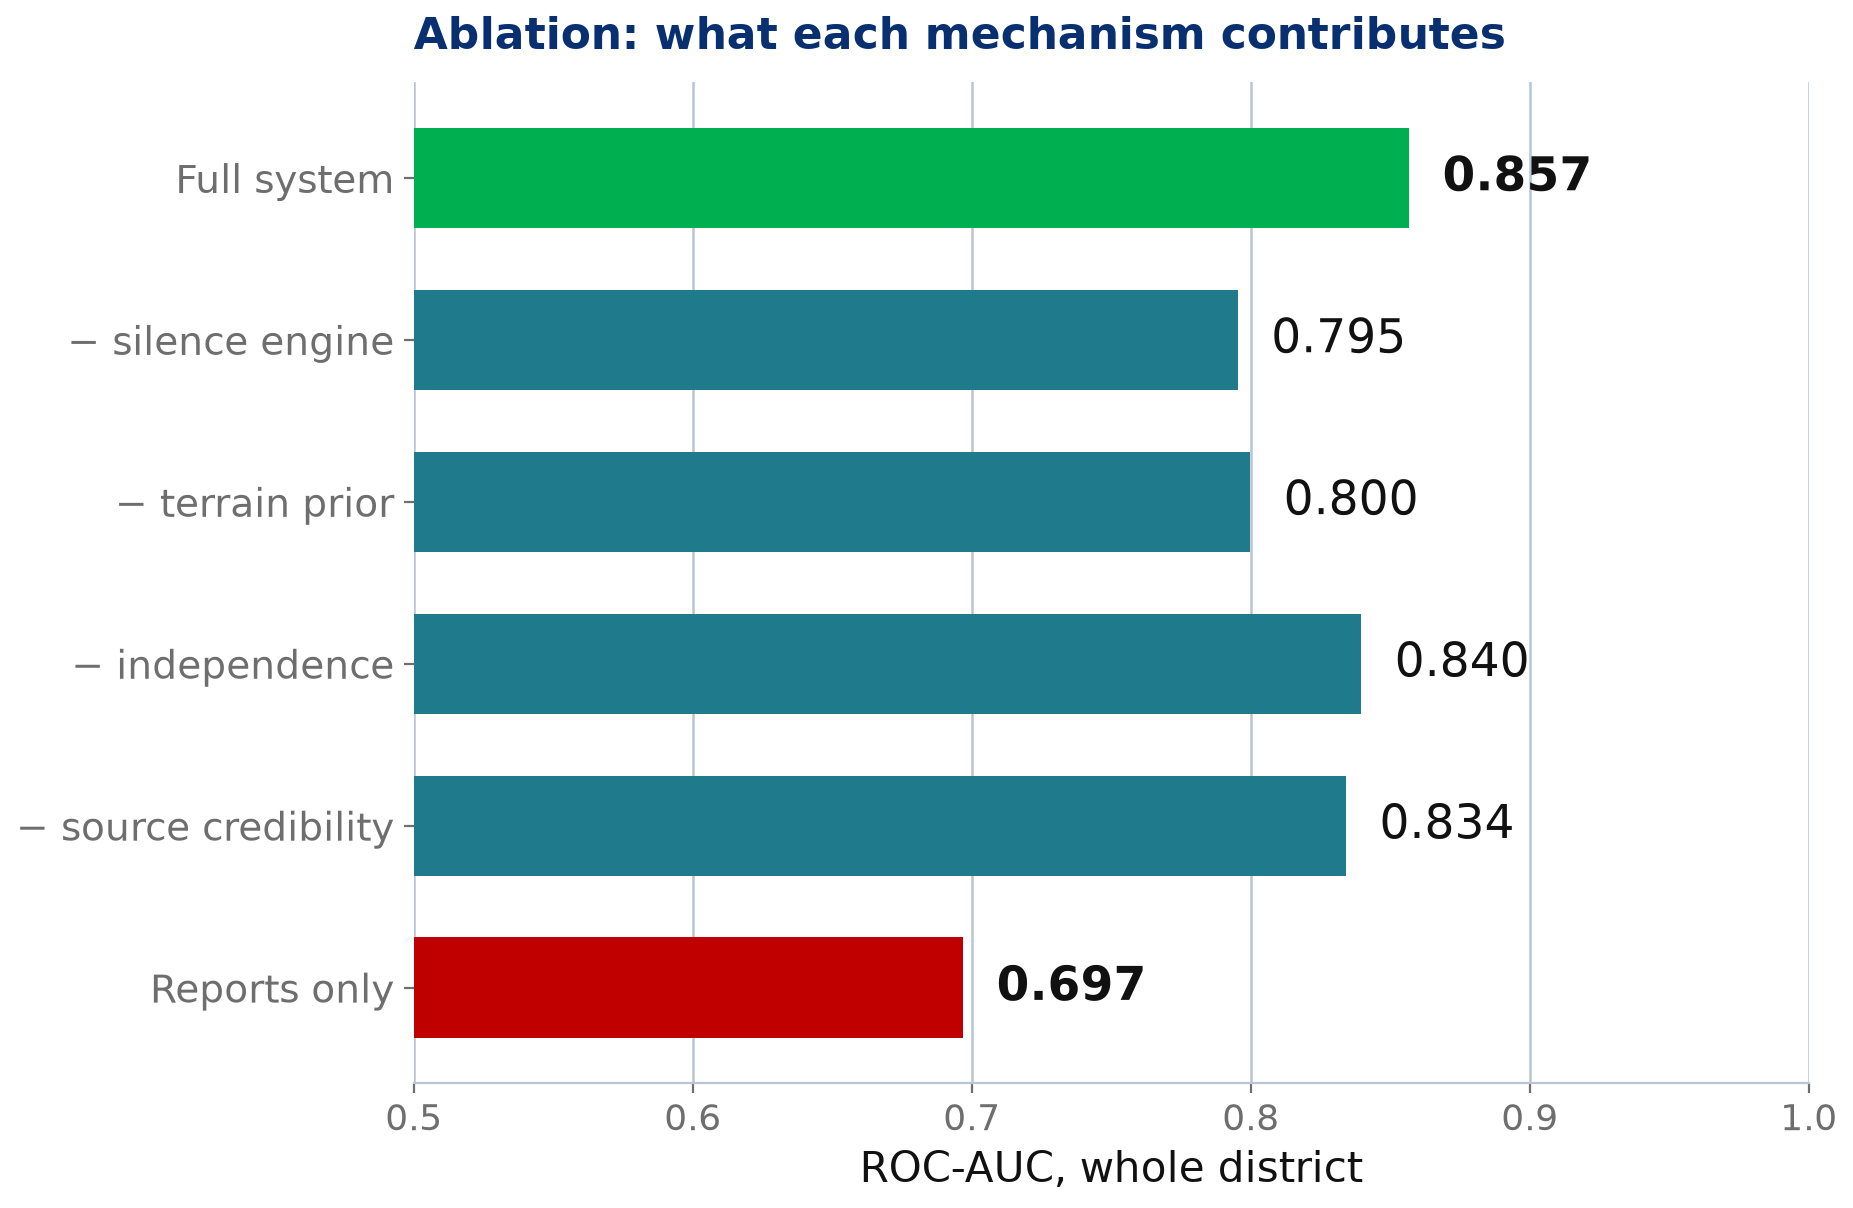 Ablation: what each mechanism contributes
Full system
0.857
− silence engine
0.795
− terrain prior
0.800
− independence
0.840
− source credibility
0.834
Reports only
0.697
0.5 0.6 0.7 0.8 0.9 1.0
ROC-AUC, whole district